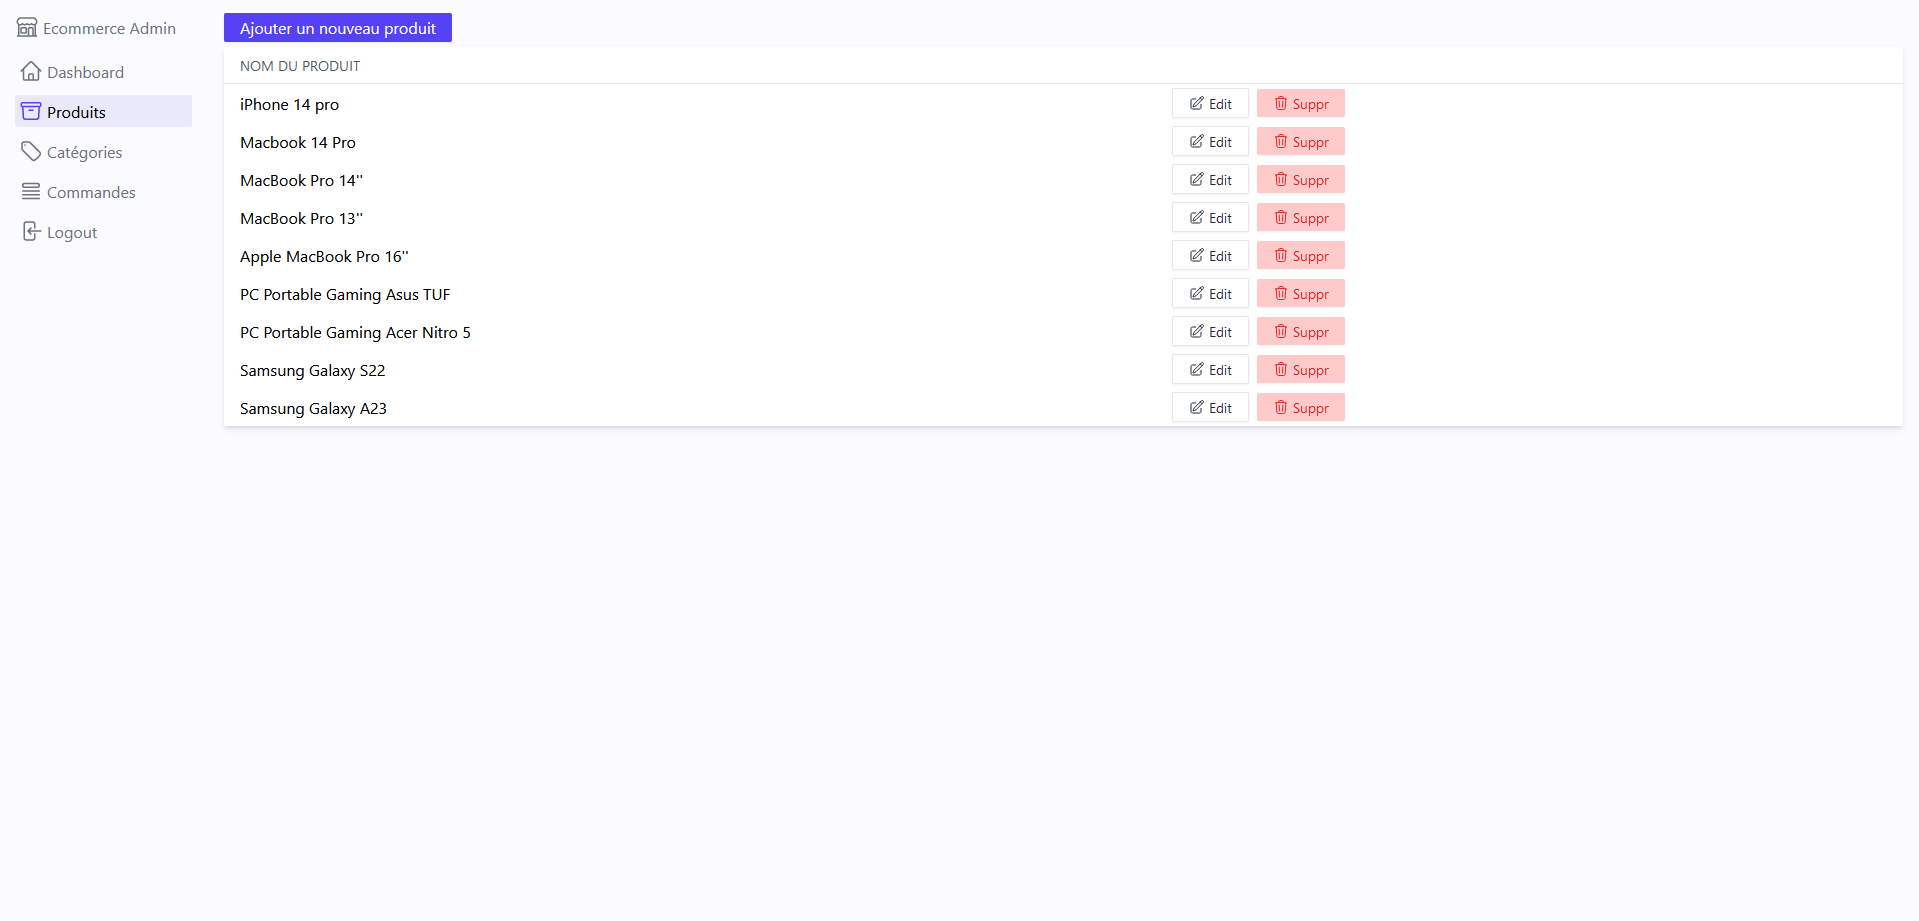 Ecommerce Admin
Dashboard
Produits
Catégories
Commandes
Logout
Ajouter un nouveau produit
NOM DU PRODUIT
iPhone 14 pro Edit Suppr
Macbook 14 Pro Edit Suppr
MacBook Pro 14'' Edit Suppr
MacBook Pro 13'' Edit Suppr
Apple MacBook Pro 16'' Edit Suppr
PC Portable Gaming Asus TUF Edit Suppr
PC Portable Gaming Acer Nitro 5 Edit Suppr
Samsung Galaxy S22 Edit Suppr
Samsung Galaxy A23 Edit Suppr